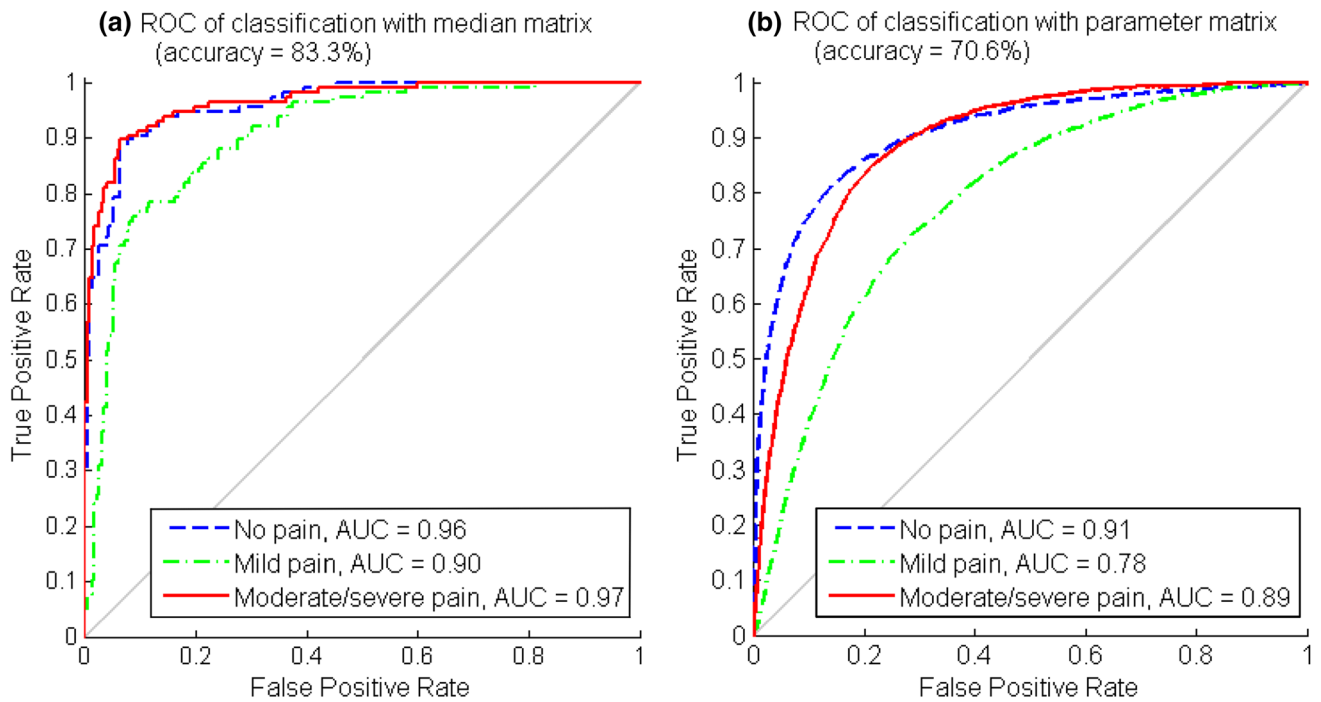 (a) ROC of classification with median matrix
(accuracy = 83.3%)
1
0.9
0.8
0.7
0.6
0.5
0.4
0.3
0.2
0.1
0
True Positive Rate
No pain, AUC = 0.96
Mild pain, AUC = 0.90
Moderate/severe pain, AUC = 0.97
0 0.2 0.4 0.6 0.8 1
False Positive Rate
(b) ROC of classification with parameter matrix
(accuracy = 70.6%)
1
0.9
0.8
0.7
0.6
0.5
0.4
0.3
0.2
0.1
0
True Positive Rate
No pain, AUC = 0.91
Mild pain, AUC = 0.78
Moderate/severe pain, AUC = 0.89
0 0.2 0.4 0.6 0.8 1
False Positive Rate